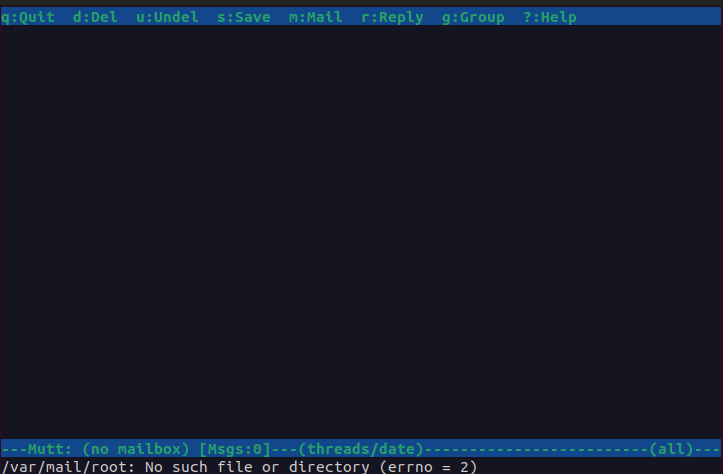 q:Quit  d:Del  u:Undel  s:Save  m:Mail  r:Reply  g:Group  ?:Help
---Mutt: (no mailbox) [Msgs:0]---(threads/date)-------------------------(all)---
/var/mail/root: No such file or directory (errno = 2)